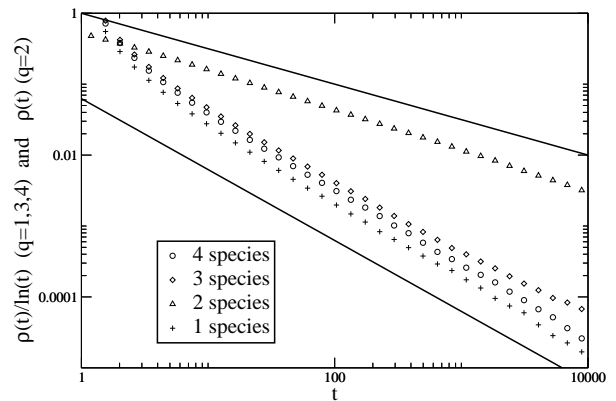 ρ(t)/ln(t) (q=1,3,4) and ρ(t) (q=2)
1
0.01
0.0001
4 species
3 species
2 species
1 species
1
100
10000
t